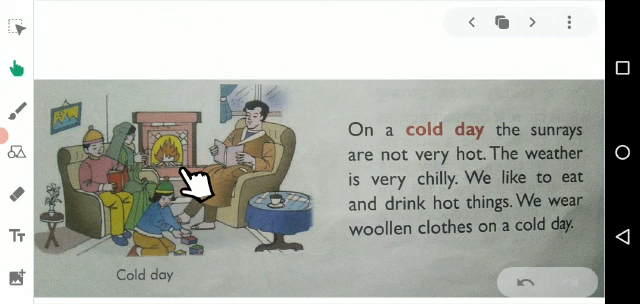 On a cold day the sunrays
are not very hot. The weather
is very chilly. We like to eat
and drink hot things. We wear
woollen clothes on a cold day.
Cold day
TT